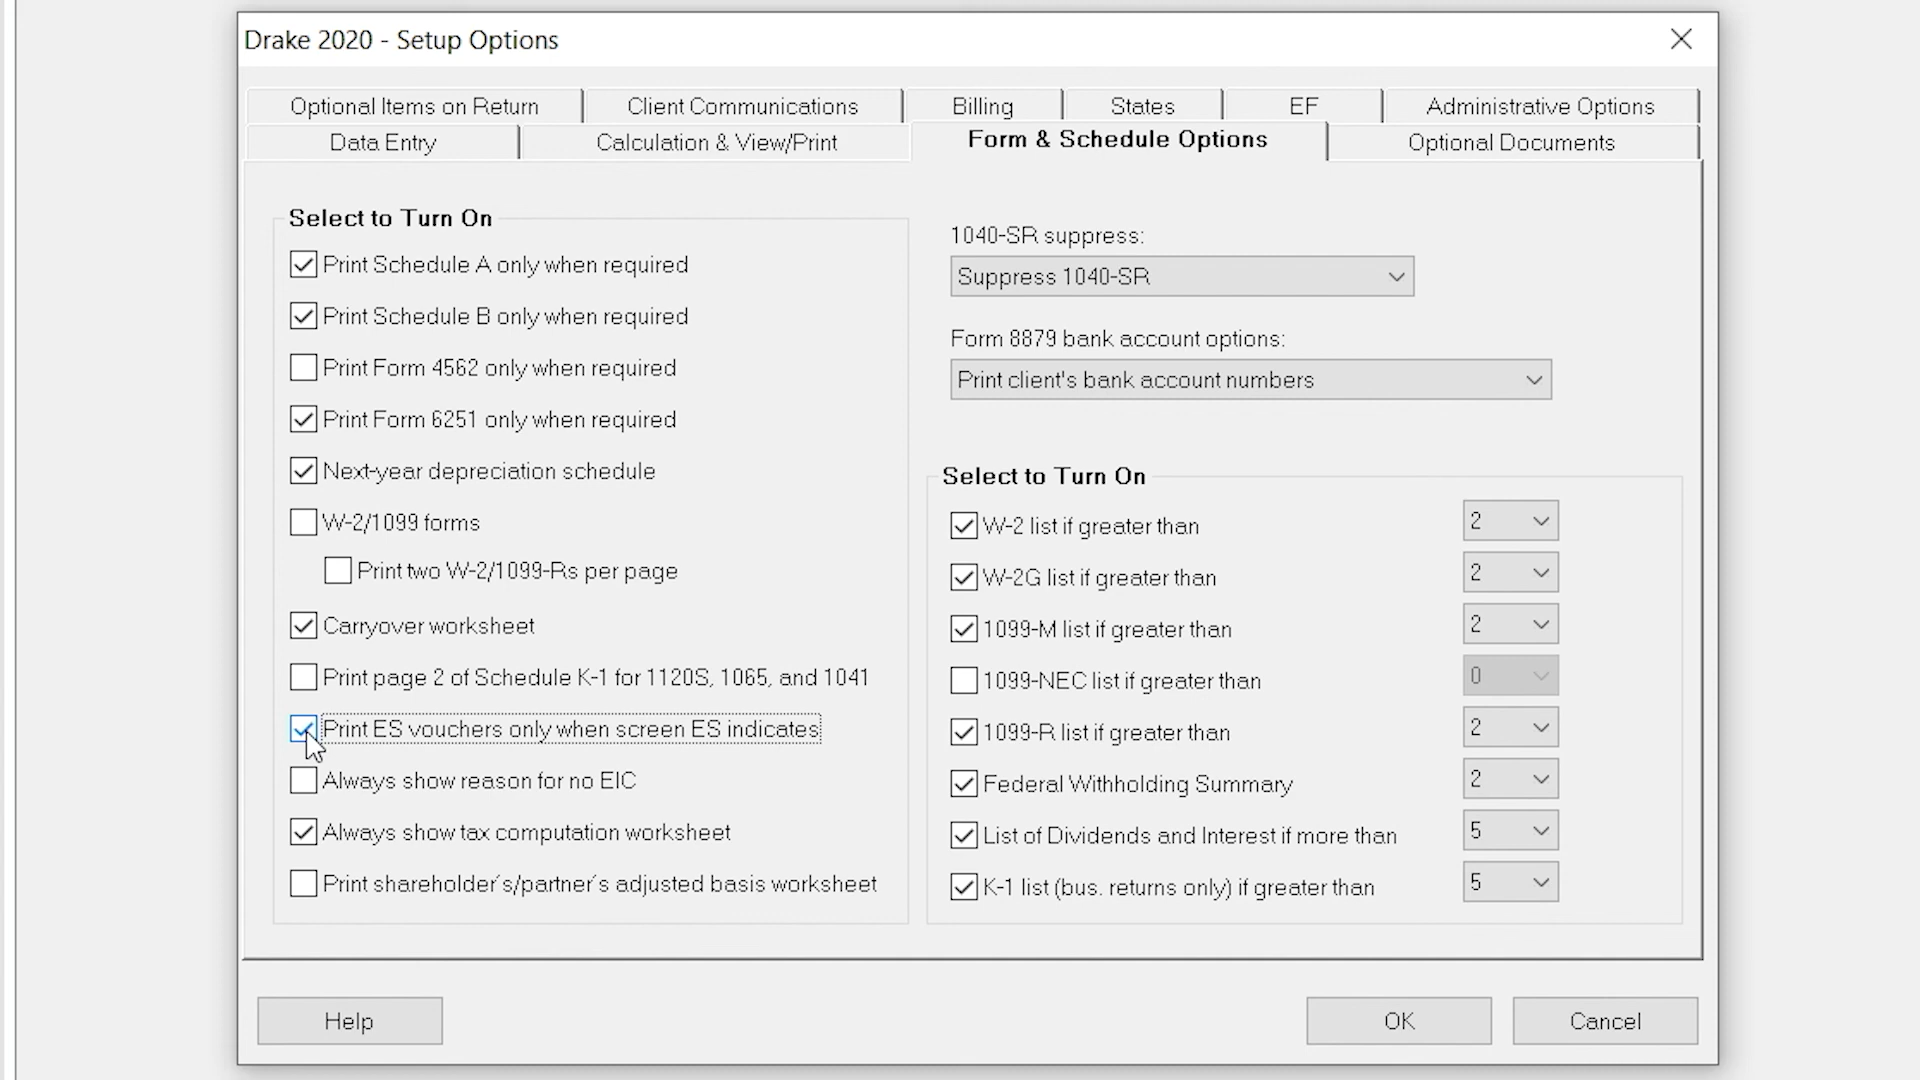 Drake 2020 - Setup Options
Optional Items on Return
Client Communications
Billing
States
EF
Administrative Options
Data Entry
Calculation & View/Print
Form & Schedule Options
Optional Documents
Select to Turn On
Print Schedule A only when required
Print Schedule B only when required
Print Form 4562 only when required
Print Form 6251 only when required
Next-year depreciation schedule
W-2/1099 forms
Print two W-2/1099-Rs per page
Carryover worksheet
Print page 2 of Schedule K-1 for 1120S, 1065, and 1041
Print ES vouchers only when screen ES indicates
Always show reason for no EIC
Always show tax computation worksheet
Print shareholder´s/partner´s adjusted basis worksheet
1040-SR suppress:
Suppress 1040-SR
Form 8879 bank account options:
Print client's bank account numbers
Select to Turn On
W-2 list if greater than 2
W-2G list if greater than 2
1099-M list if greater than 2
1099-NEC list if greater than 0
1099-R list if greater than 2
Federal Withholding Summary 2
List of Dividends and Interest if more than 5
K-1 list (bus. returns only) if greater than 5
Help
OK
Cancel